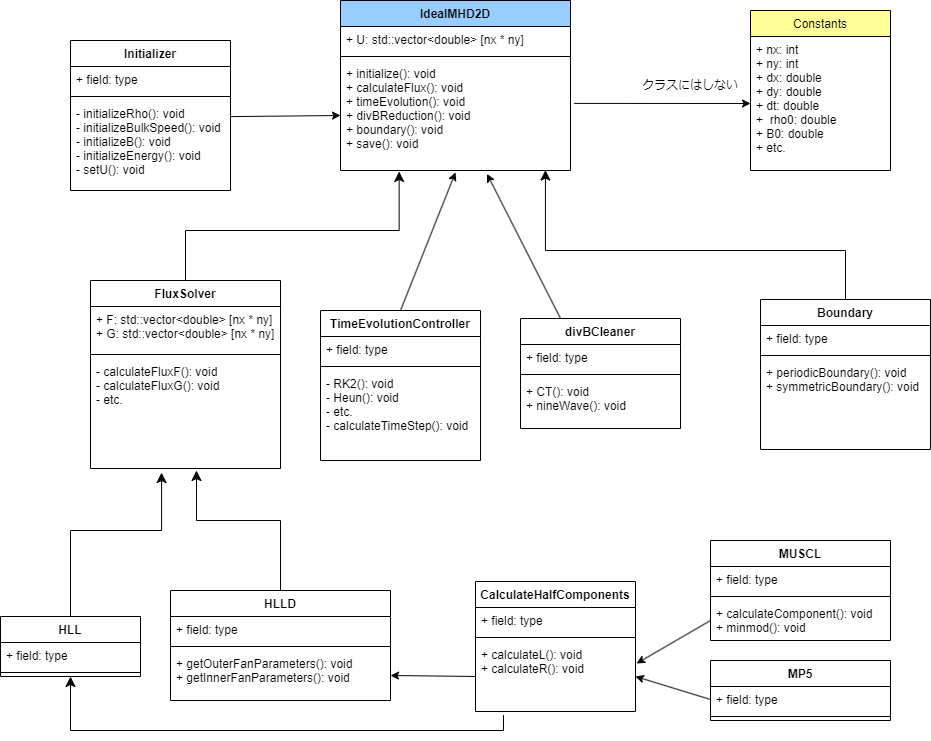 IdealMHD2D
+ U: std::vector<double> [nx * ny]
+ initialize(): void
+ calculateFlux(): void
+ timeEvolution(): void
+ divBReduction(): void
+ boundary(): void
+ save(): void
Constants
+ nx: int
+ ny: int
+ dx: double
+ dy: double
+ dt: double
+ rho0: double
+ B0: double
+ etc.
クラスにはしない
Initializer
+ field: type
- initializeRho(): void
- initializeBulkSpeed(): void
- initializeB(): void
- initializeEnergy(): void
- setU(): void
FluxSolver
+ F: std::vector<double> [nx * ny]
+ G: std::vector<double> [nx * ny]
- calculateFluxF(): void
- calculateFluxG(): void
- etc.
TimeEvolutionController
+ field: type
- RK2(): void
- Heun(): void
- etc.
- calculateTimeStep(): void
divBCleaner
+ field: type
+ CT(): void
+ nineWave(): void
Boundary
+ field: type
+ periodicBoundary(): void
+ symmetricBoundary(): void
HLL
+ field: type
HLLD
+ field: type
+ getOuterFanParameters(): void
+ getInnerFanParameters(): void
CalculateHalfComponents
+ field: type
+ calculateL(): void
+ calculateR(): void
MUSCL
+ field: type
+ calculateComponent(): void
+ minmod(): void
MP5
+ field: type